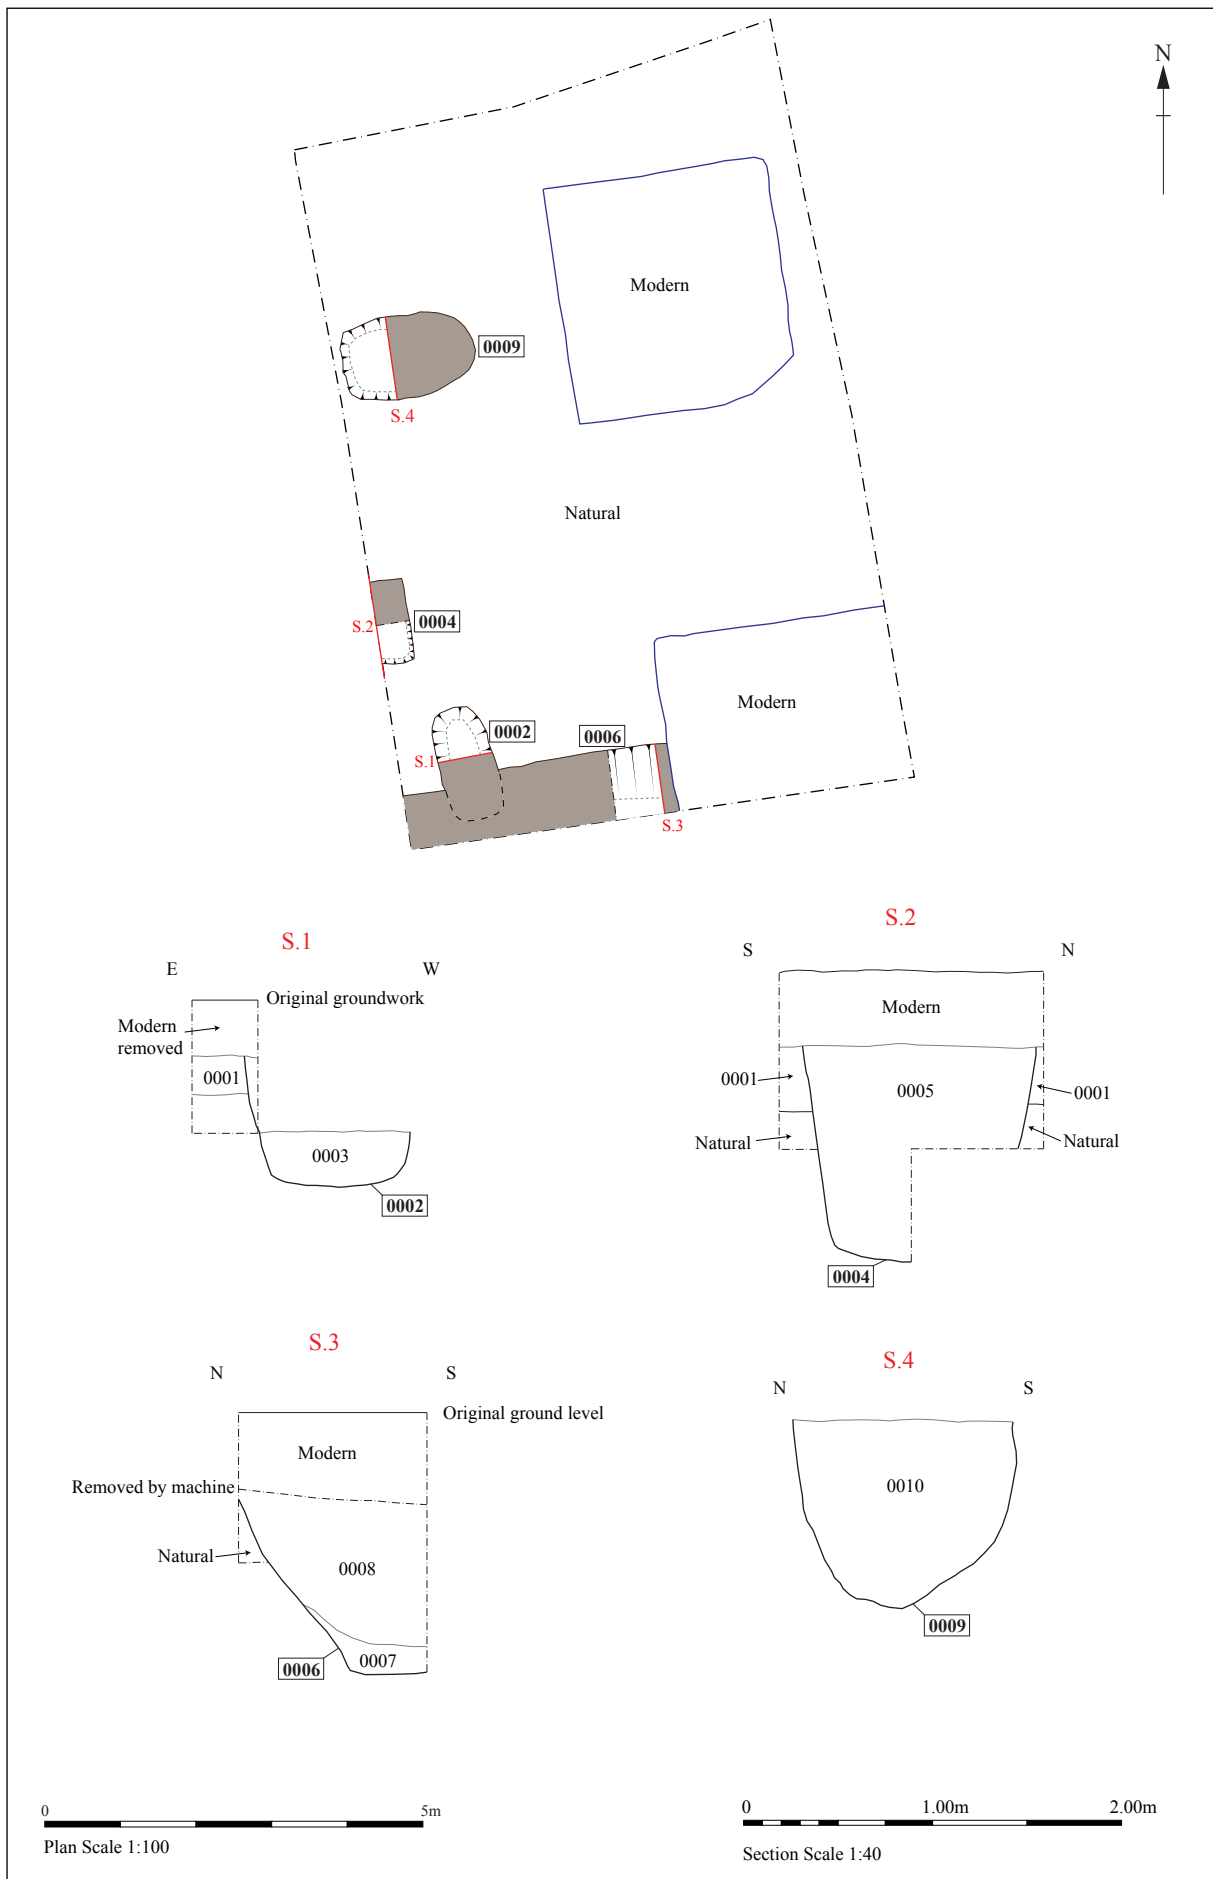 N
Modern
0009
S.4
Natural
S.2
0004
Modern
0002
0006
S.1
S.3
S.1
E
W
Original groundwork
Modern
removed
0001
0003
0002
S.2
S
N
Modern
0001
0005
0001
Natural
Natural
0004
S.3
N
S
Original ground level
Modern
Removed by machine
Natural
0008
0007
0006
S.4
N
S
0010
0009
0
5m
Plan Scale 1:100
0
1.00m
2.00m
Section Scale 1:40